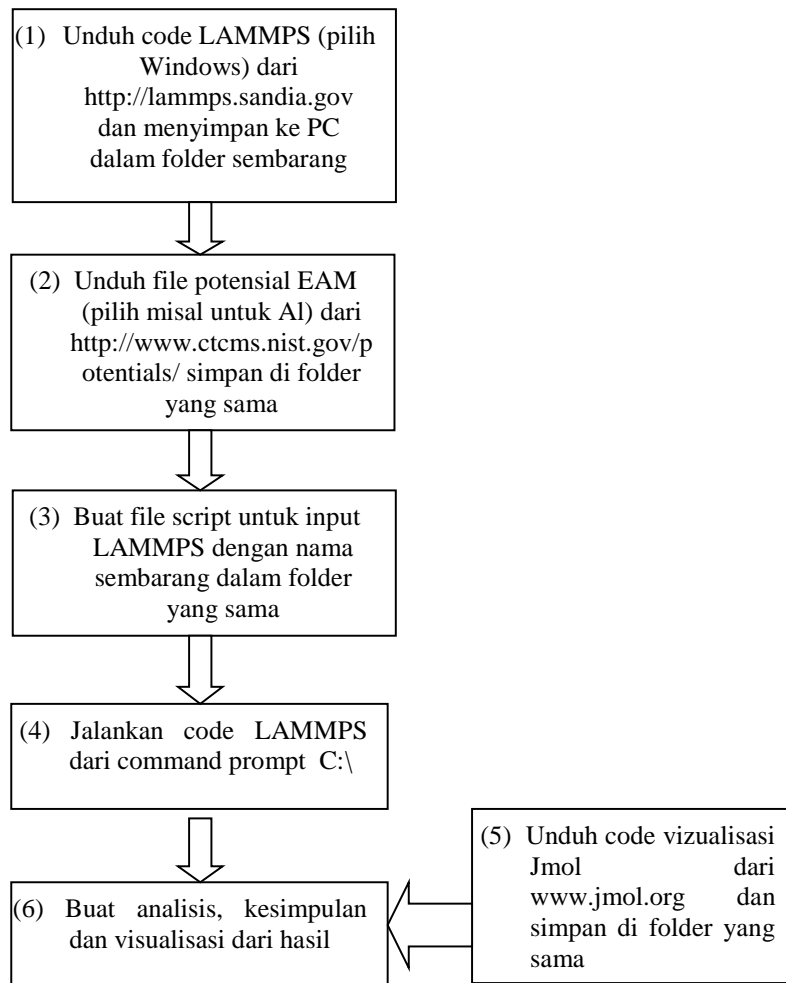 (1) Unduh code LAMMPS (pilih
Windows) dari
http://lammps.sandia.gov
dan menyimpan ke PC
dalam folder sembarang
(2) Unduh file potensial EAM
(pilih misal untuk Al) dari
http://www.ctcms.nist.gov/p
otentials/ simpan di folder
yang sama
(3) Buat file script untuk input
LAMMPS dengan nama
sembarang dalam folder
yang sama
(4) Jalankan code LAMMPS
dari command prompt C:\
(5) Unduh code vizualisasi
Jmol dari
www.jmol.org dan
simpan di folder yang
sama
(6) Buat analisis, kesimpulan
dan visualisasi dari hasil